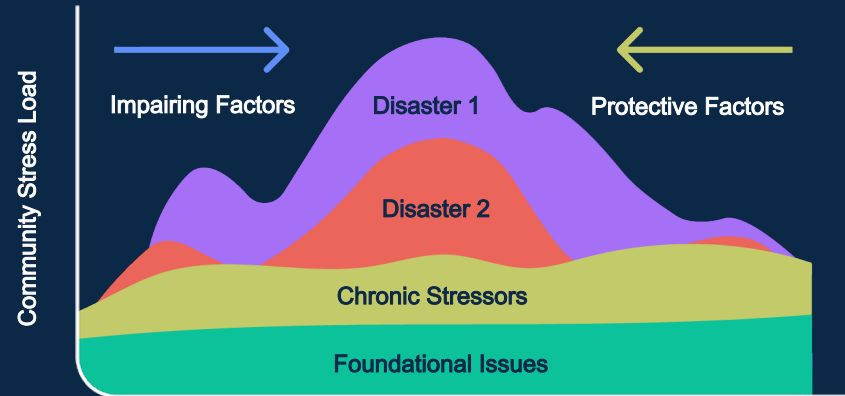 Community Stress Load
Impairing Factors
Protective Factors
Disaster 1
Disaster 2
Chronic Stressors
Foundational Issues